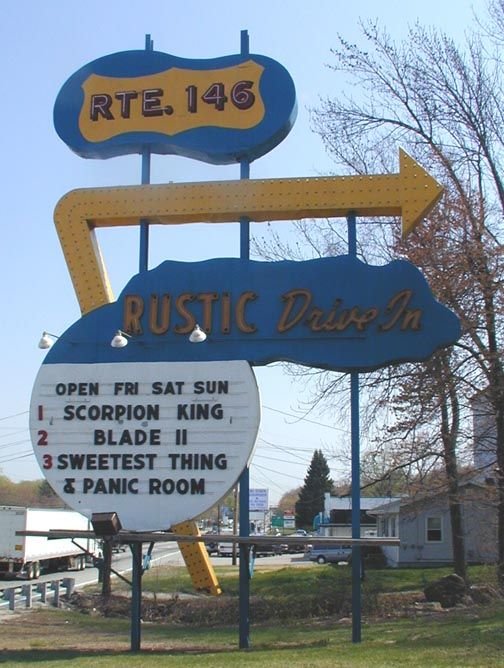 RTE. 146
RUSTIC Drive In
OPEN FRI SAT SUN
1 SCORPION KING
2 BLADE II
3 SWEETEST THING
& PANIC ROOM